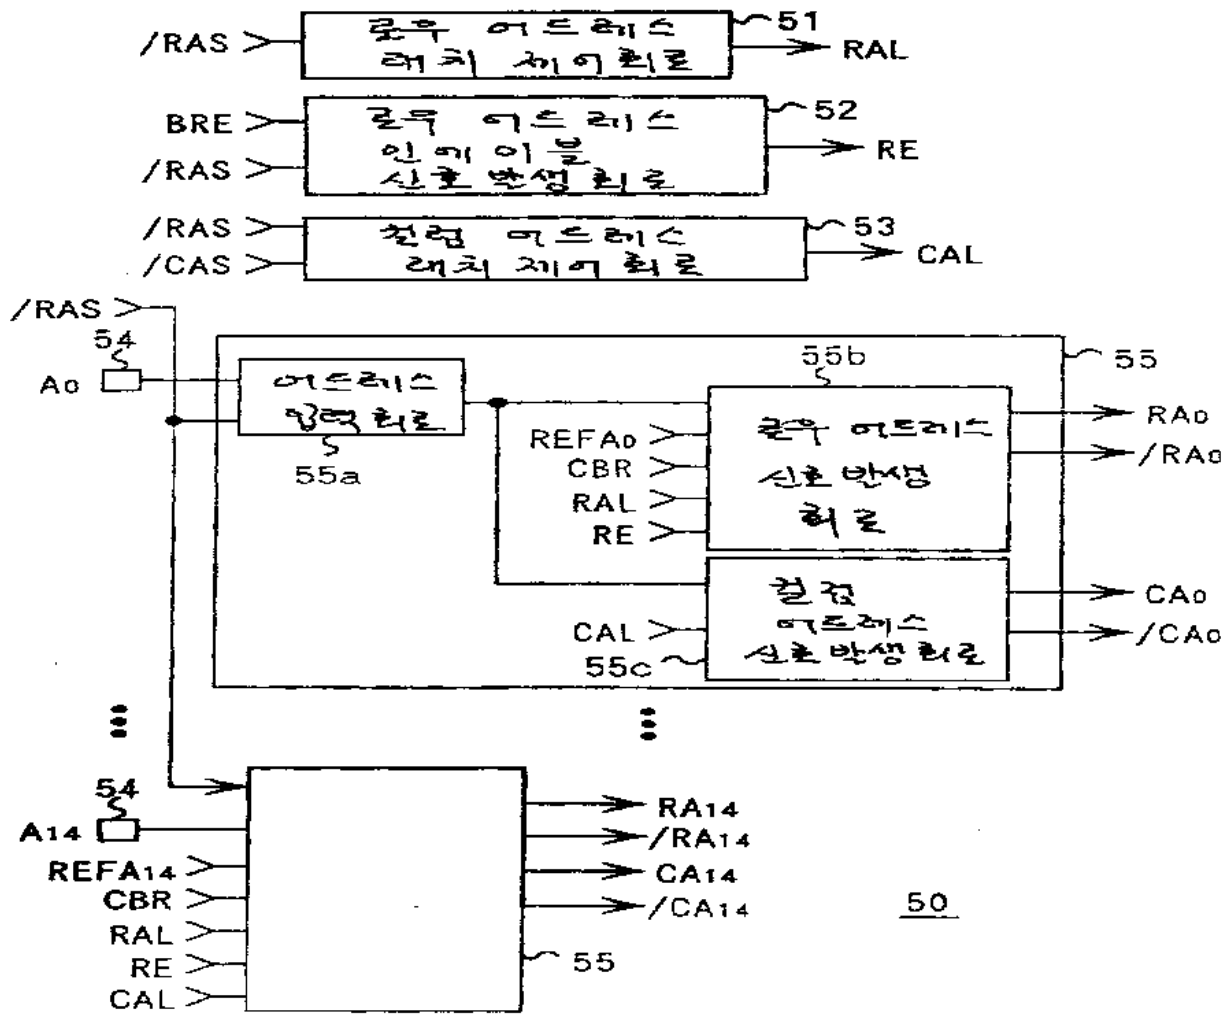 /RAS
로우 어드레스
래치 제어회로
51
RAL
BRE
/RAS
로우 어드레스
인에이블
신호발생회로
52
RE
/RAS
/CAS
컬럼 어드레스
래치 제어회로
53
CAL
/RAS
54
A0
어드레스
입력회로
55a
55
55b
REFA0
CBR
RAL
RE
로우 어드레스
신호발생
회로
RA0
/RA0
CAL
55c
컬럼
어드레스
신호발생회로
CA0
/CA0
54
A14
REFA14
CBR
RAL
RE
CAL
RA14
/RA14
CA14
/CA14
55
50